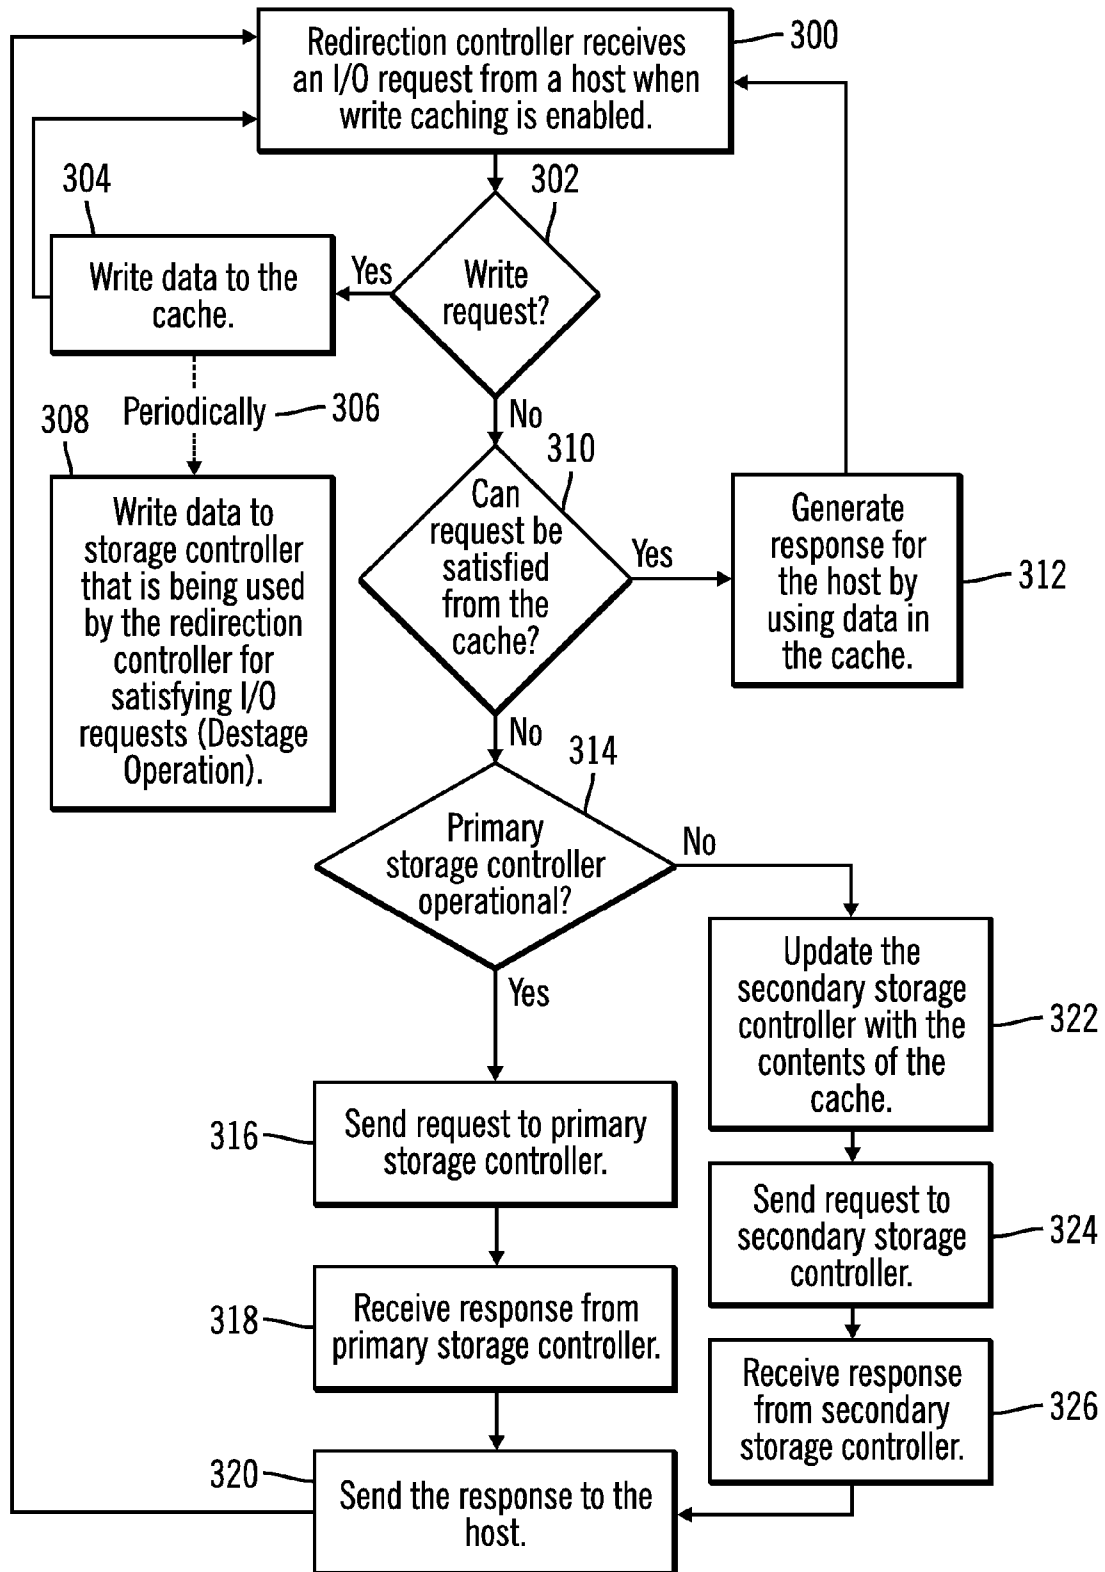 Redirection controller receives
an I/O request from a host when
write caching is enabled.
300
302
Write
request?
Yes
304
Write data to the
cache.
Periodically
306
308
Write data to
storage controller
that is being used
by the redirection
controller for
satisfying I/O
requests (Destage
Operation).
No
310
Can
request be
satisfied
from the
cache?
Yes
Generate
response for
the host by
using data in
the cache.
312
No
314
Primary
storage controller
operational?
No
Yes
Update the
secondary storage
controller with the
contents of the
cache.
322
316
Send request to primary
storage controller.
Send request to
secondary storage
controller.
324
318
Receive response from
primary storage controller.
Receive response
from secondary
storage controller.
326
320
Send the response to the
host.